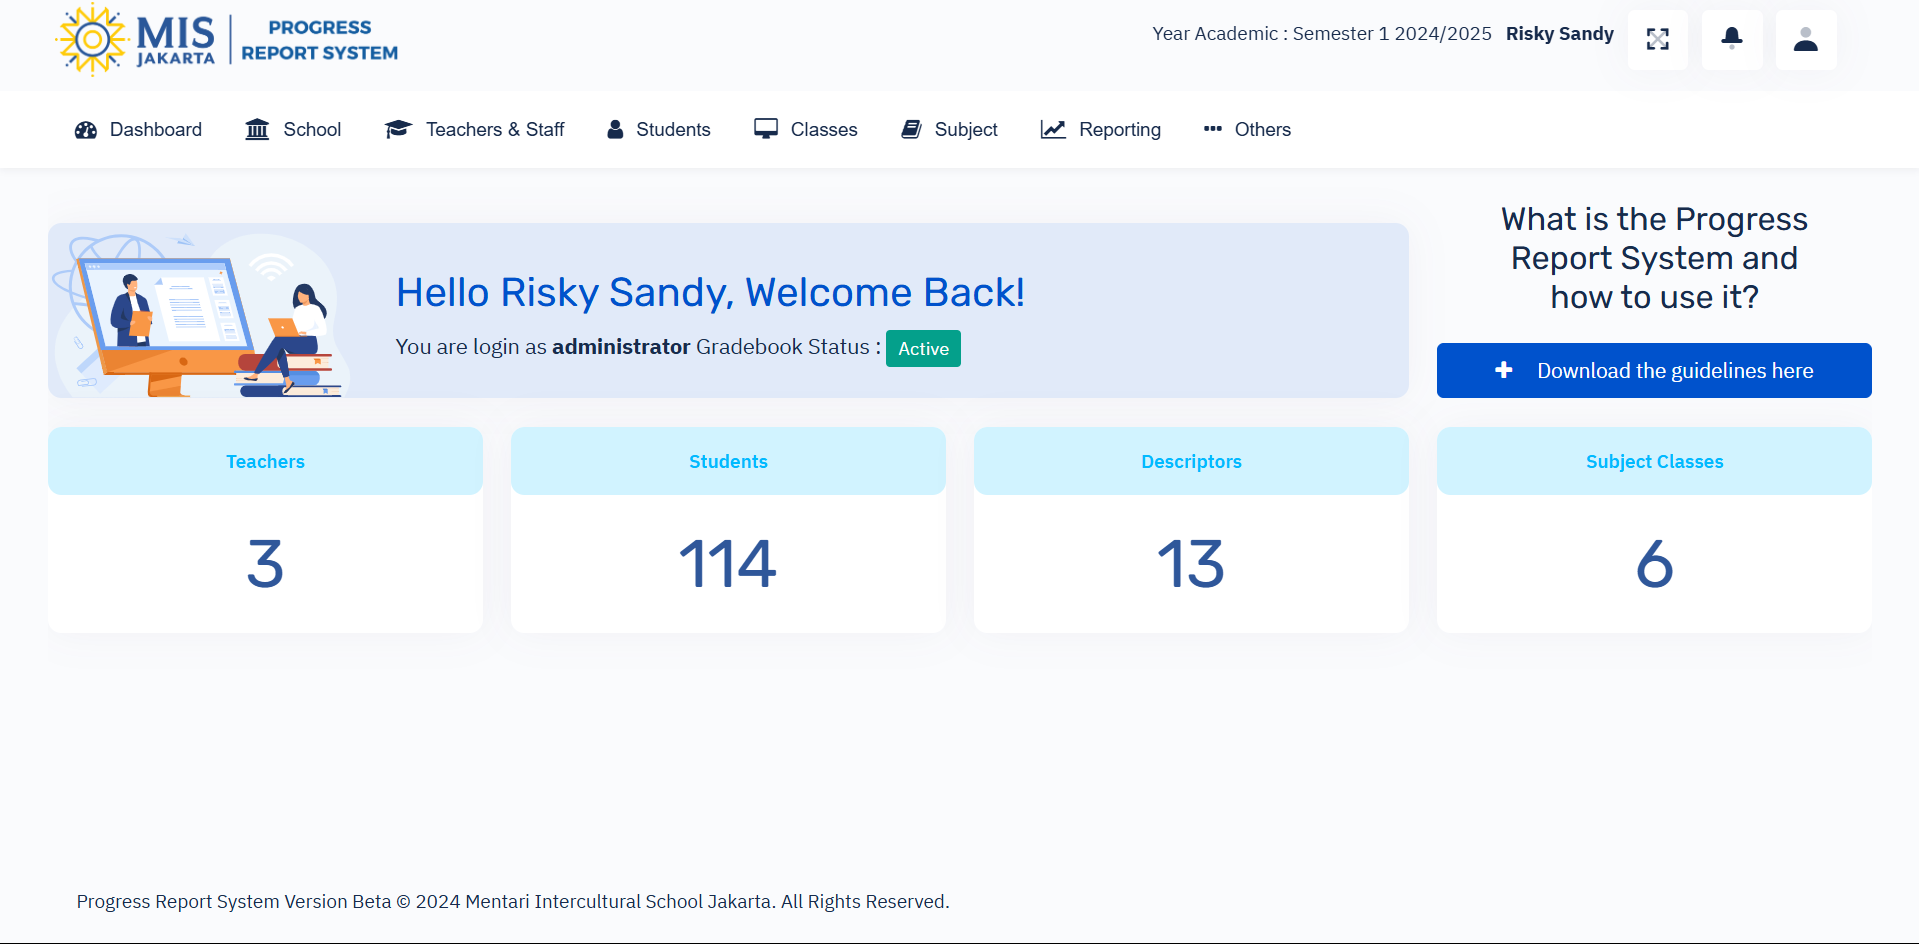 MIS
JAKARTA
PROGRESS
REPORT SYSTEM
Year Academic : Semester 1 2024/2025 Risky Sandy
Dashboard School Teachers & Staff Students Classes Subject Reporting Others
Hello Risky Sandy, Welcome Back!
You are login as administrator Gradebook Status : Active
What is the Progress
Report System and
how to use it?
Download the guidelines here
Teachers
3
Students
114
Descriptors
13
Subject Classes
6
Progress Report System Version Beta © 2024 Mentari Intercultural School Jakarta. All Rights Reserved.